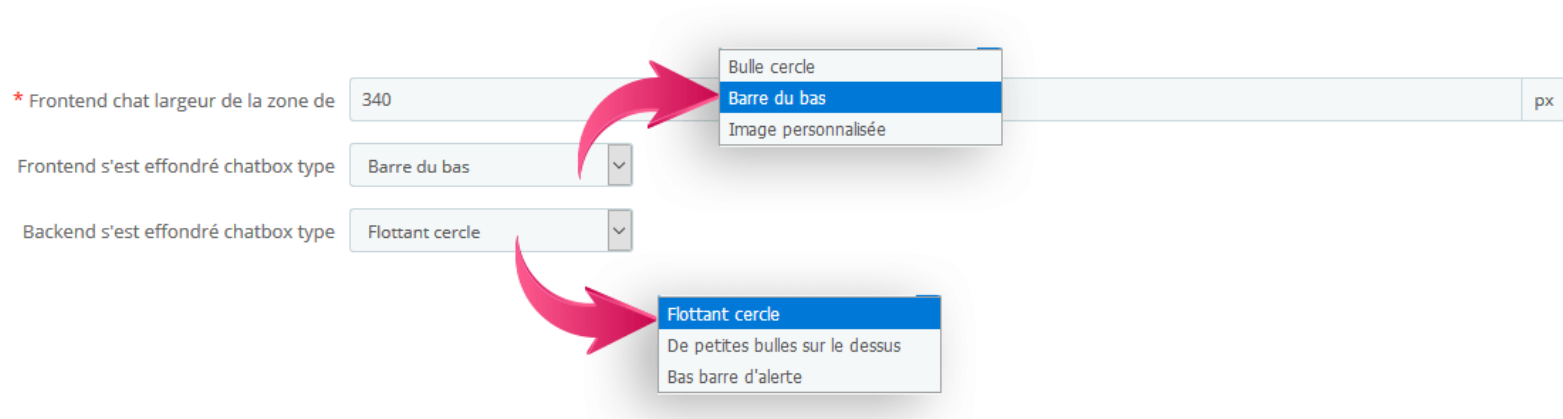 Bulle cercle
* Frontend chat largeur de la zone de 340 Barre du bas px
Image personnalisée
Frontend s'est effondré chatbox type Barre du bas
Backend s'est effondré chatbox type Flottant cercle
Flottant cercle
De petites bulles sur le dessus
Bas barre d'alerte